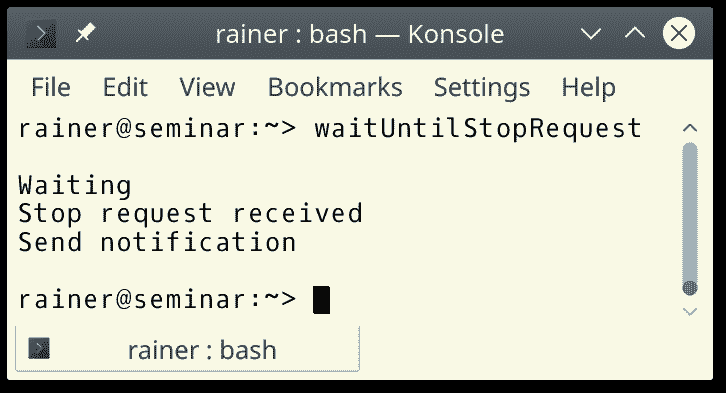 rainer : bash — Konsole
File Edit View Bookmarks Settings Help
rainer@seminar:~> waitUntilStopRequest
Waiting
Stop request received
Send notification
rainer@seminar:~>
rainer : bash